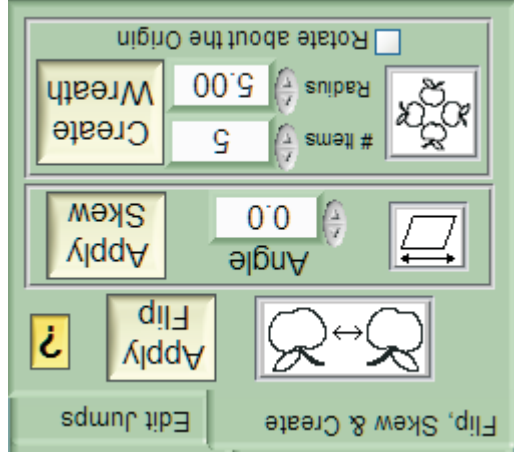 Flip, Skew & Create
Edit Jumps
Apply
Flip
?
Angle
0.0
Apply
Skew
# Items
5
Radius
5.00
Create
Wreath
Rotate about the Origin